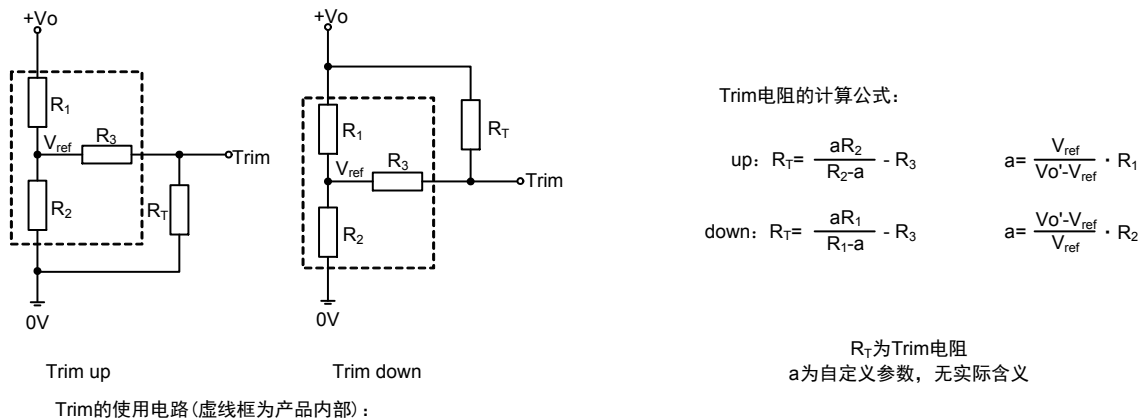 +Vo
R1
Vref
R3
Trim
R2
RT
0V
Trim up
+Vo
R1
RT
Vref
R3
Trim
R2
0V
Trim down
Trim的使用电路(虚线框为产品内部)：
Trim电阻的计算公式：
up: RT= aR2/(R2-a) - R3 a= Vref/(Vo'-Vref) · R1
down: RT= aR1/(R1-a) - R3 a= (Vo'-Vref)/Vref · R2
RT为Trim电阻
a为自定义参数，无实际含义